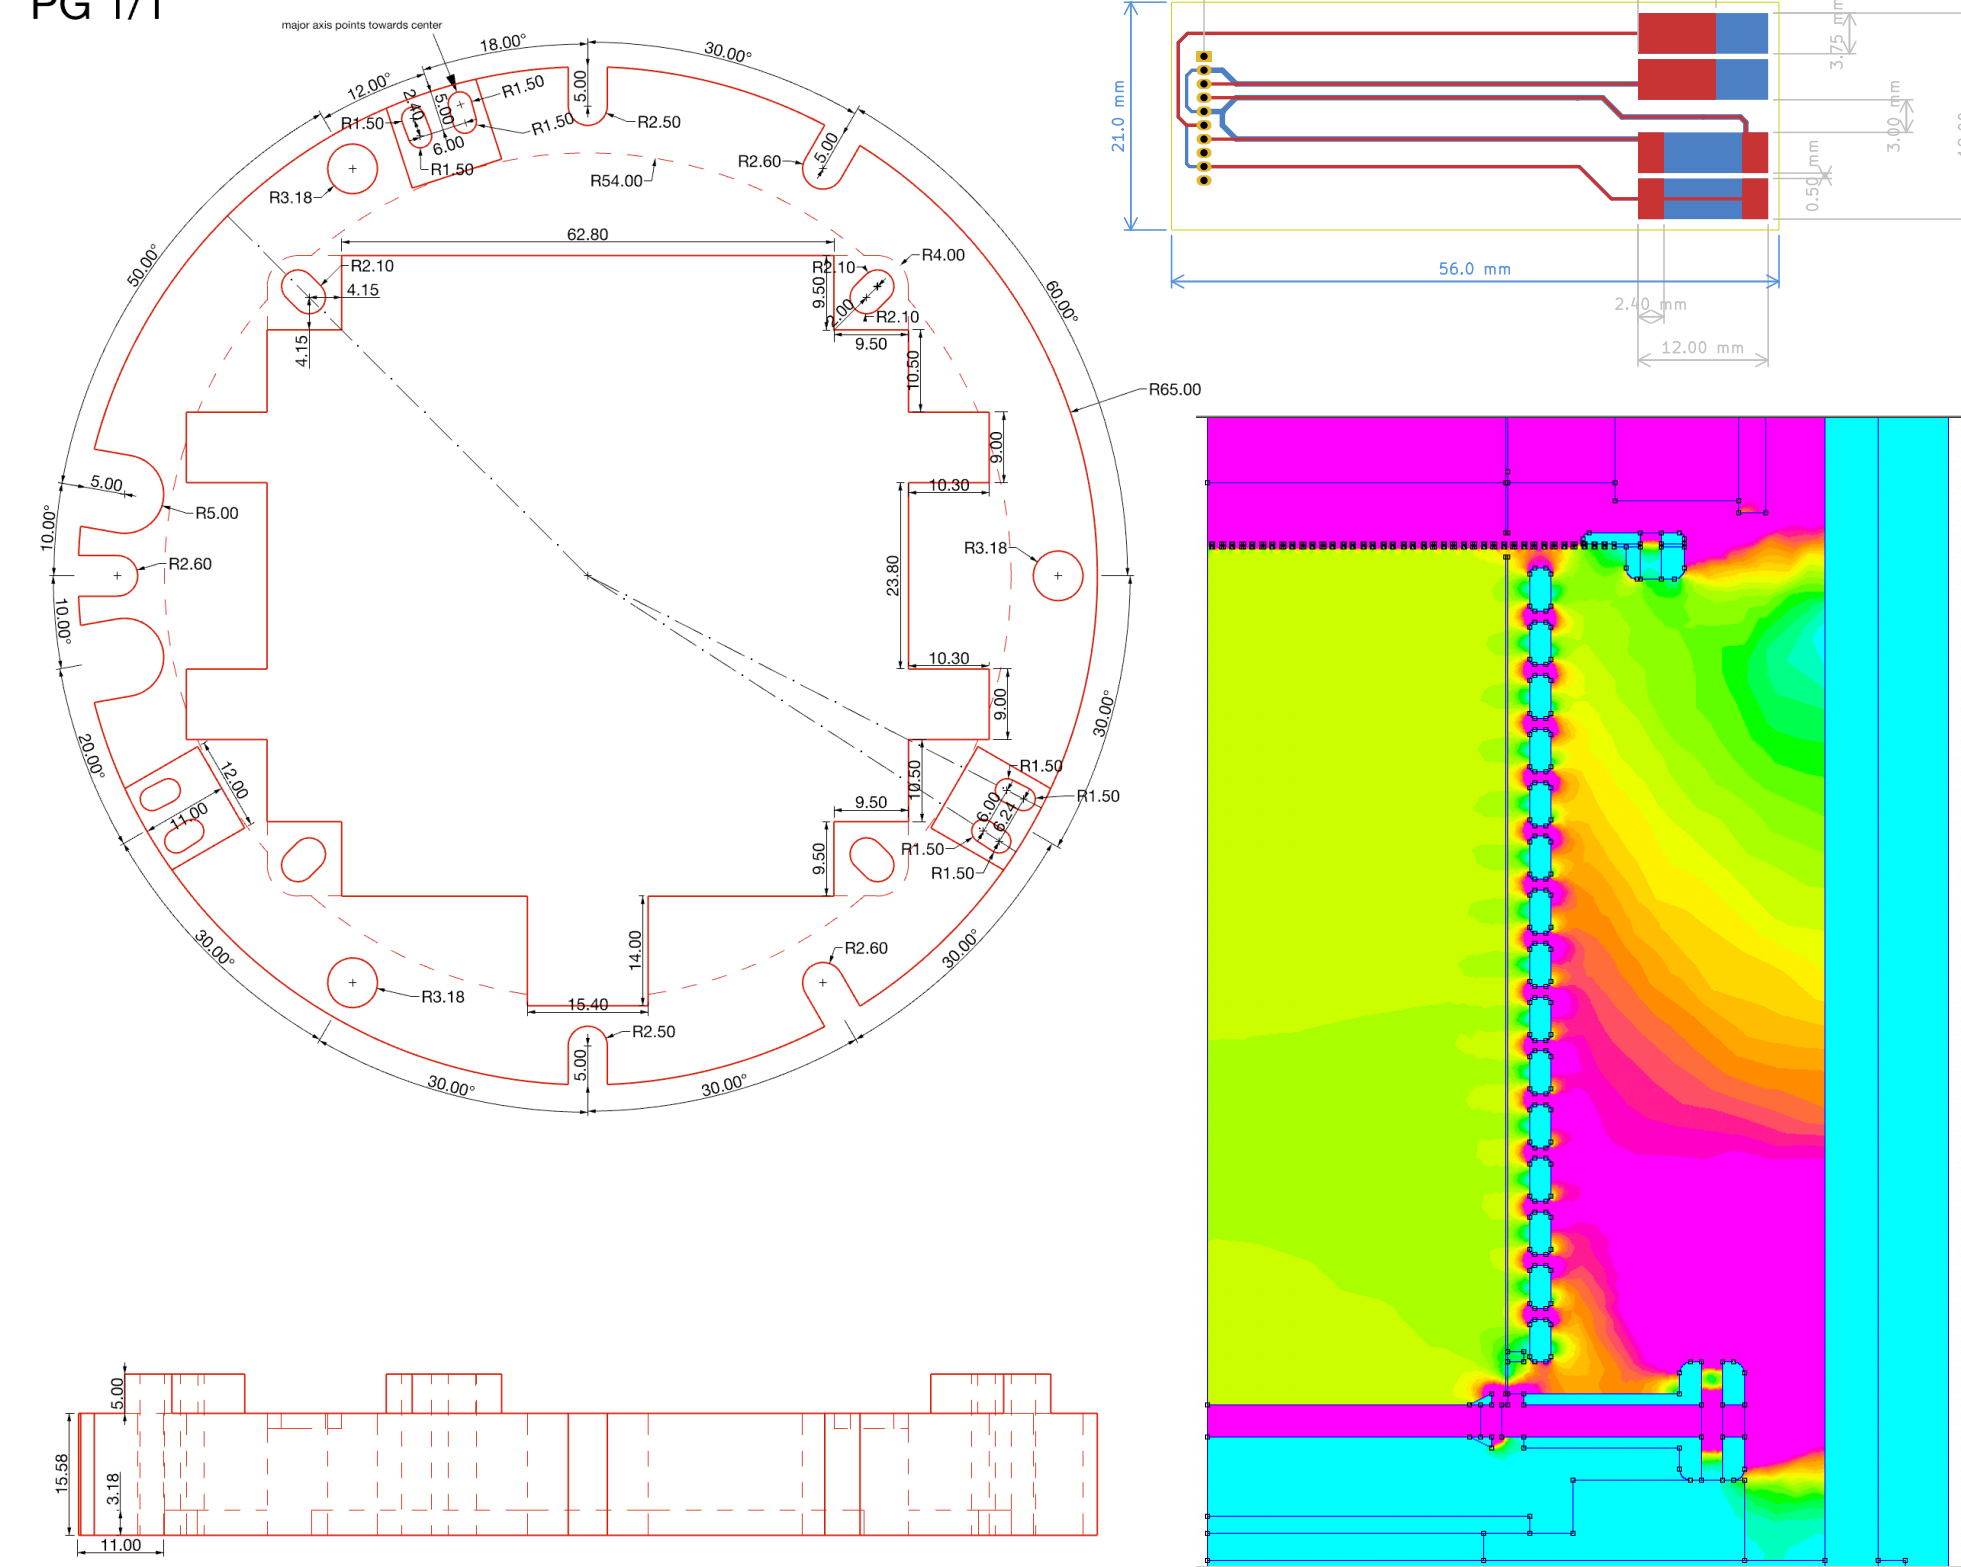 PG 1/1
major axis points towards center
18.00°
30.00°
12.00°
2.40
5.00
R1.50
5.00
R1.50
R1.50
6.00
R1.50
R2.50
R2.60
5.00
R54.00
R3.18
50.00°
62.80
R2.10
4.15
4.15
R2.10
9.50
2.00
R4.00
R2.10
9.50
10.50
60.00°
R65.00
9.00
10.30
5.00
R5.00
10.00°
R2.60
R3.18
23.80
10.00°
10.30
9.00
30.00°
20.00°
12.00
11.00
10.50
9.50
9.50
R1.50
R1.50
6.00
6.24
R1.50
R1.50
30.00°
R2.60
30.00°
14.00
15.40
R3.18
R2.50
5.00
30.00°
30.00°
5.00
15.58
3.18
11.00
21.0 mm
56.0 mm
3.75 mm
3.00 mm
0.50 mm
2.40 mm
12.00 mm